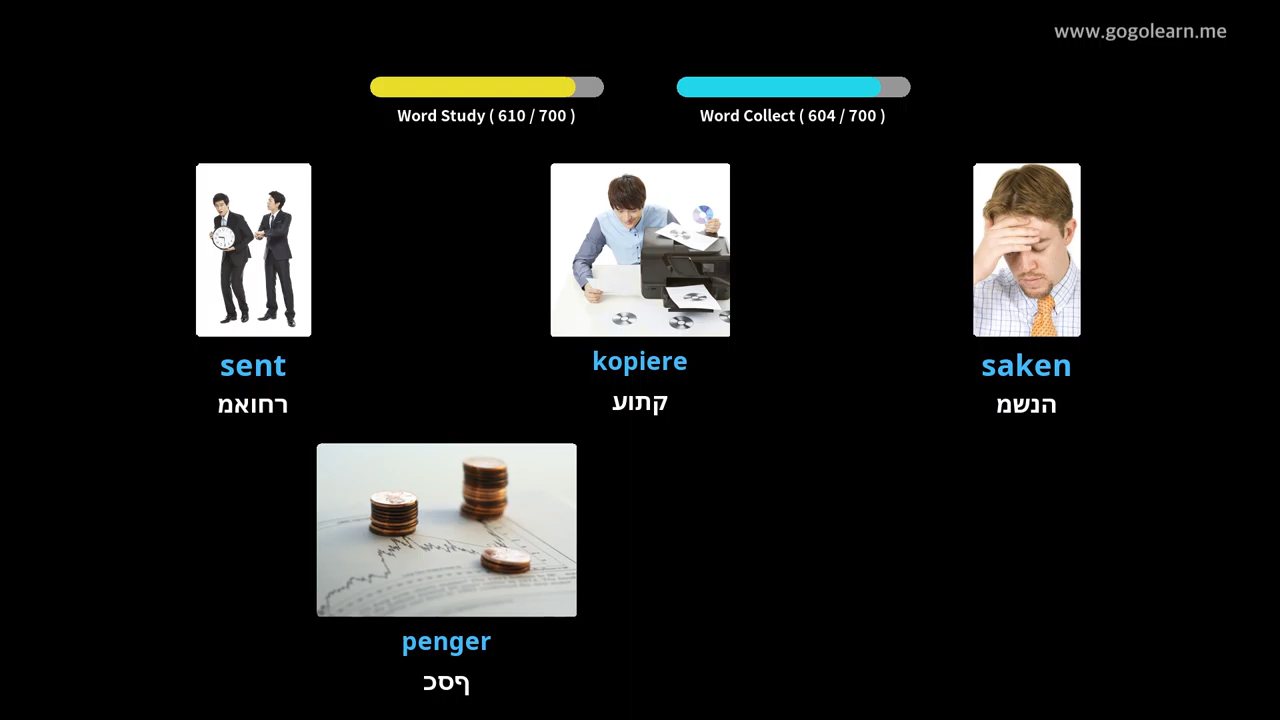 www.gogolearn.me
Word Study ( 610 / 700 )
Word Collect ( 604 / 700 )
sent
רחואמ
kopiere
קתוע
saken
הנשמ
penger
ףסכ